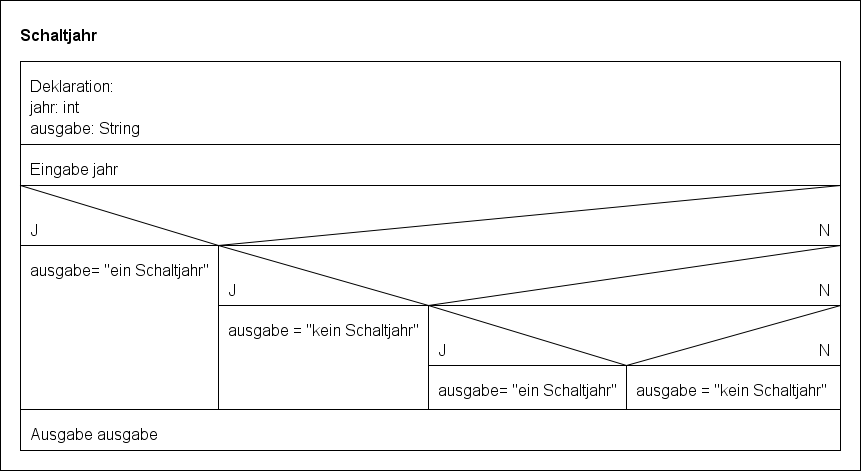 Schaltjahr
Deklaration:
jahr: int
ausgabe: String
Eingabe jahr
J
N
ausgabe= "ein Schaltjahr"
J
N
ausgabe = "kein Schaltjahr"
J
N
ausgabe= "ein Schaltjahr"
ausgabe = "kein Schaltjahr"
Ausgabe ausgabe